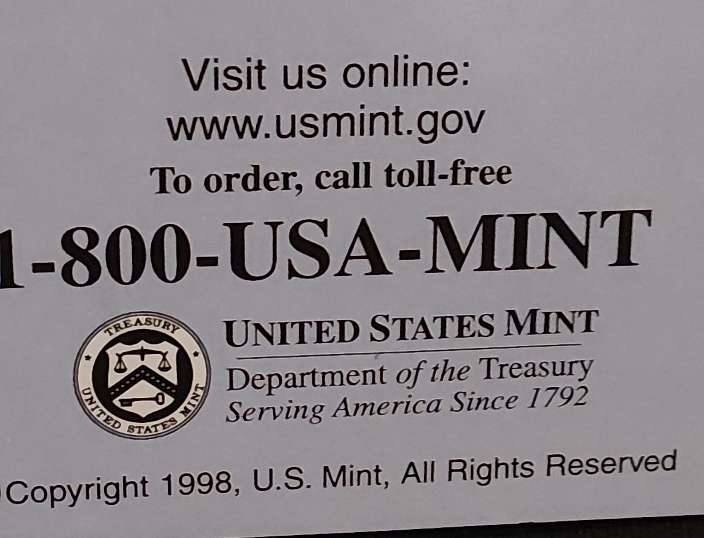 Visit us online:
www.usmint.gov
To order, call toll-free
1-800-USA-MINT
TREASURY
UNITED STATES MINT
UNITED STATES MINT
Department of the Treasury
Serving America Since 1792
Copyright 1998, U.S. Mint, All Rights Reserved